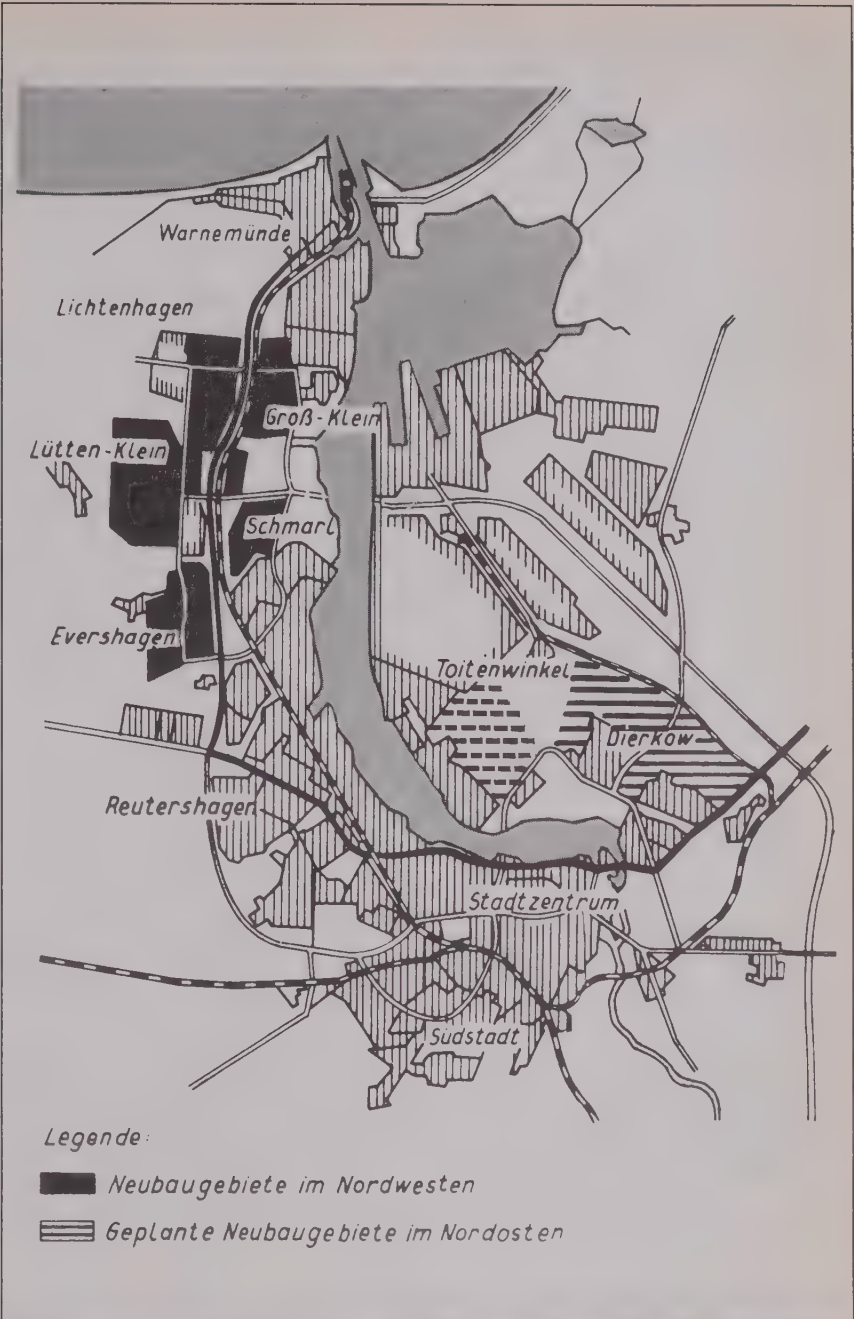 Warnemünde
Lichtenhagen
Groß-Klein
Lütten-Klein
Schmarl
Evershagen
Toitenwinkel
Dierkow
Reutershagen
Stadtzentrum
Südstadt
Legende:
Neubaugebiete im Nordwesten
Geplante Neubaugebiete im Nordosten